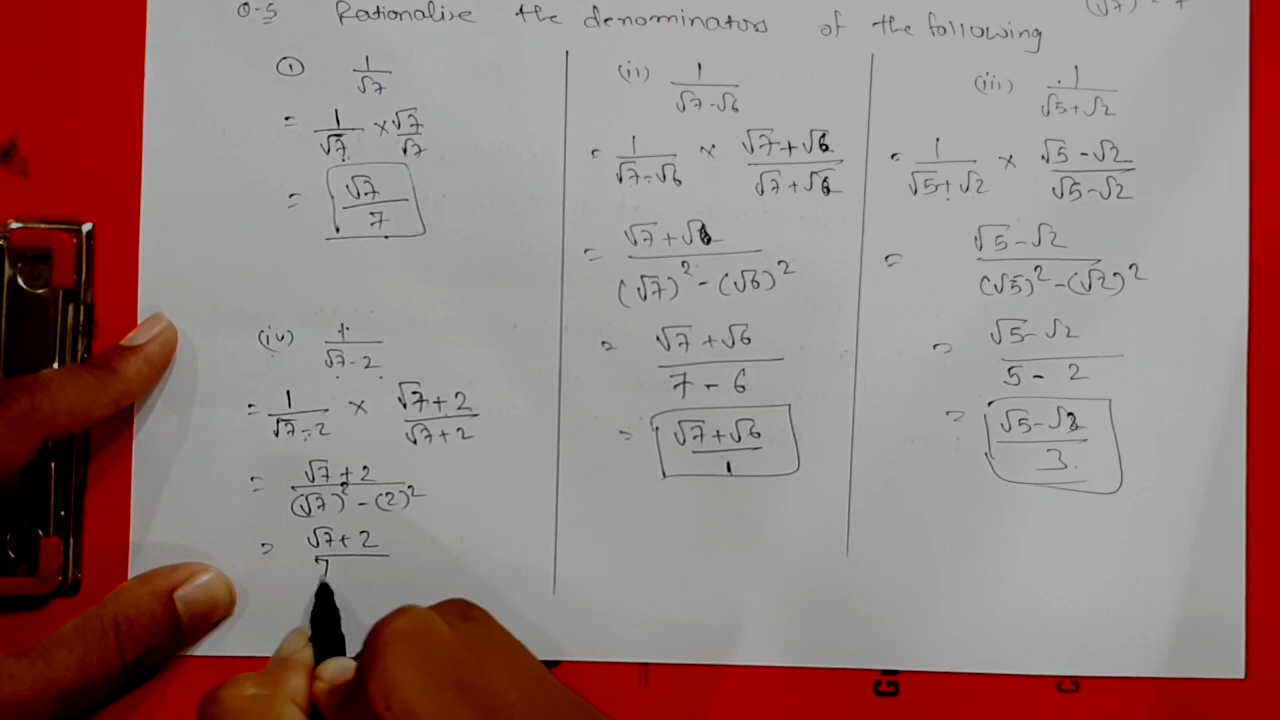 Q-5 Rationalise the denominators of the following
(√7)² = 7
① 1/√7
= 1/√7 × √7/√7
= √7/7
(ii) 1/√7-√6
= 1/√7-√6 × √7+√6/√7+√6
= √7+√6/(√7)²-(√6)²
= √7+√6/7-6
= √7+√6/1
(iii) 1/√5+√2
= 1/√5+√2 × √5-√2/√5-√2
= √5-√2/(√5)²-(√2)²
= √5-√2/5-2
= √5-√2/3
(iv) 1/√7-2
= 1/√7-2 × √7+2/√7+2
= √7+2/(√7)²-(2)²
= √7+2/7